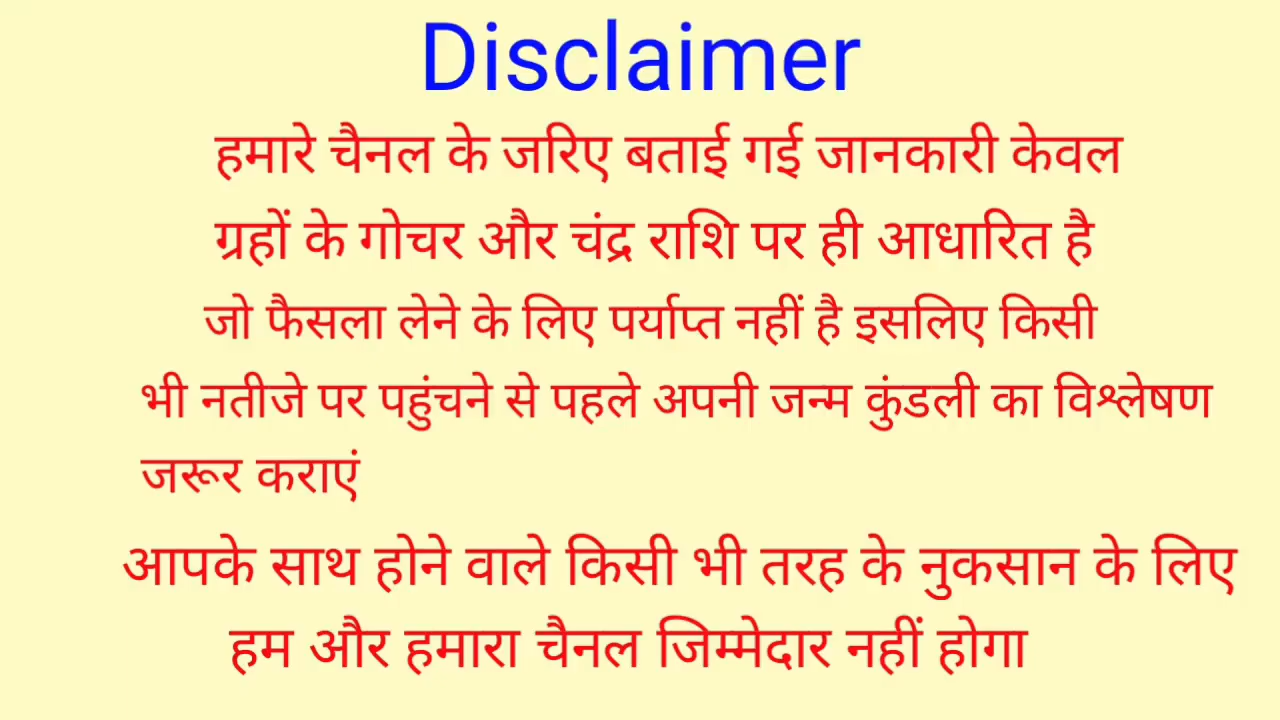 Disclaimer
हमारे चैनल के जरिए बताई गई जानकारी केवल
ग्रहों के गोचर और चंद्र राशि पर ही आधारित है
जो फैसला लेने के लिए पर्याप्त नहीं है इसलिए किसी
भी नतीजे पर पहुंचने से पहले अपनी जन्म कुंडली का विश्लेषण
जरूर कराएं
आपके साथ होने वाले किसी भी तरह के नुकसान के लिए
हम और हमारा चैनल जिम्मेदार नहीं होगा